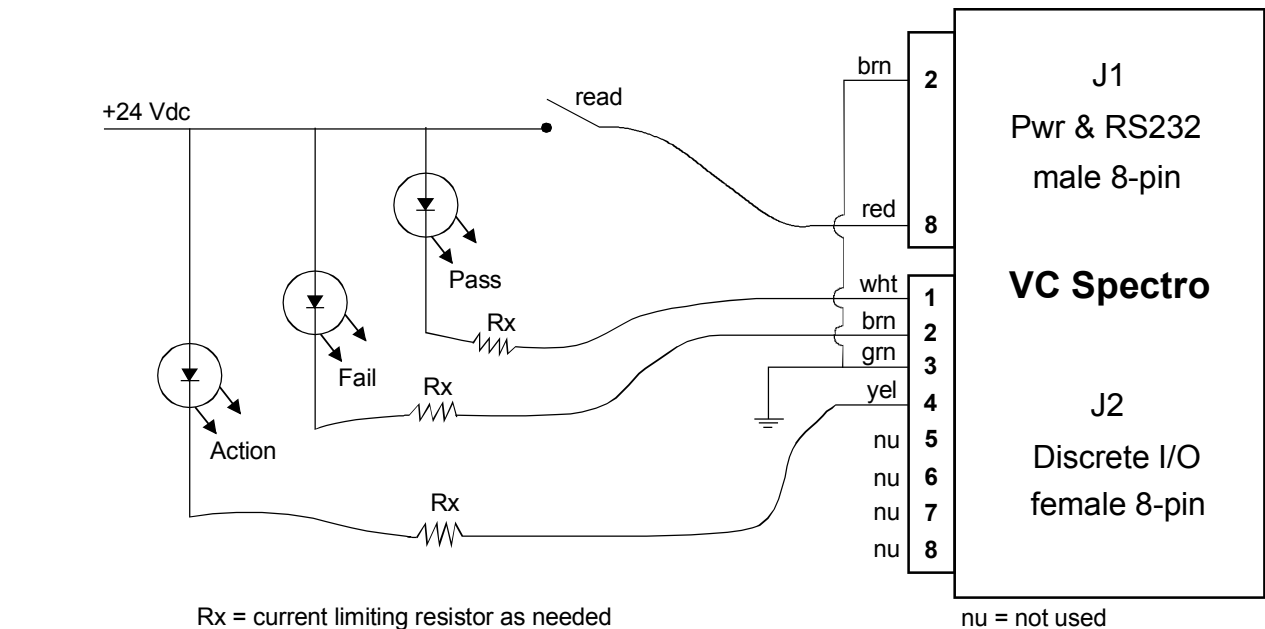 +24 Vdc
read
Pass
Fail
Action
Rx
Rx
Rx
brn
2
red
8
wht
1
brn
2
grn
3
yel
4
nu
5
nu
6
nu
7
nu
8
J1
Pwr & RS232
male 8-pin
VC Spectro
J2
Discrete I/O
female 8-pin
Rx = current limiting resistor as needed
nu = not used